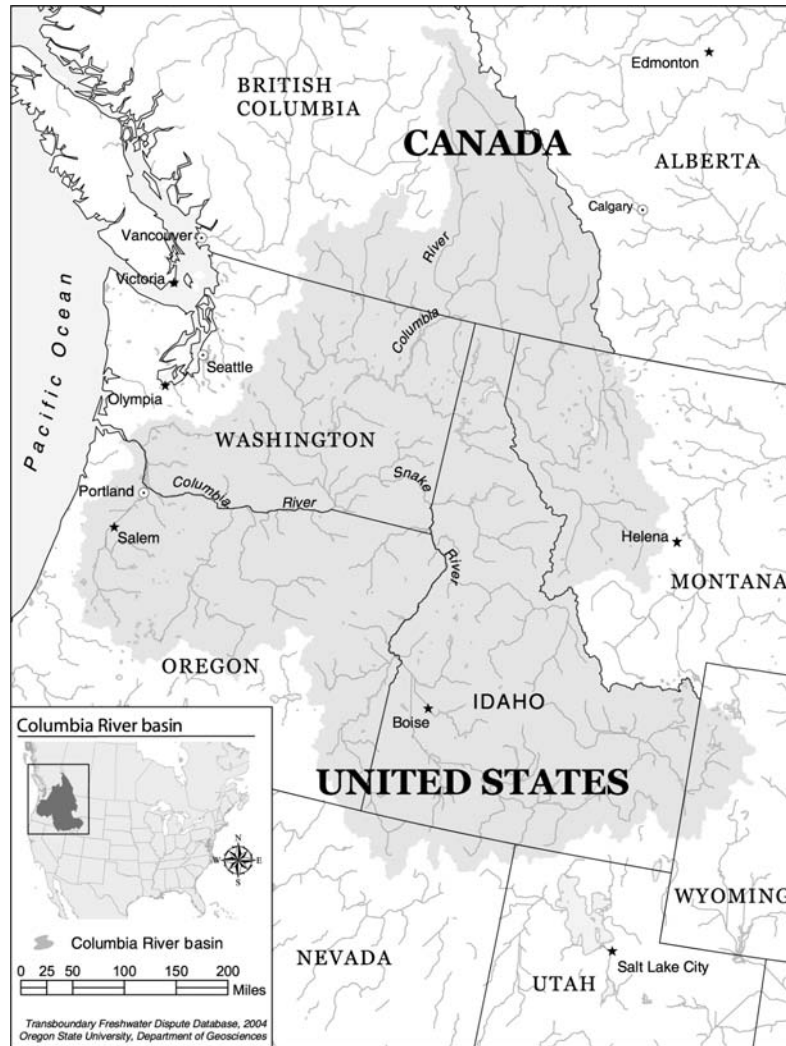 Edmonton
BRITISH
COLUMBIA
CANADA
ALBERTA
Calgary
Vancouver
River
Victoria
Pacific Ocean
Columbia
Seattle
Olympia
WASHINGTON
Portland
Columbia
River
Snake
Salem
River
Helena
MONTANA
OREGON
IDAHO
Boise
UNITED STATES
WYOMING
NEVADA
UTAH
Salt Lake City
Columbia River basin
N
W
E
S
Columbia River basin
0 25 50 100 150 200
Miles
Transboundary Freshwater Dispute Database, 2004
Oregon State University, Department of Geosciences